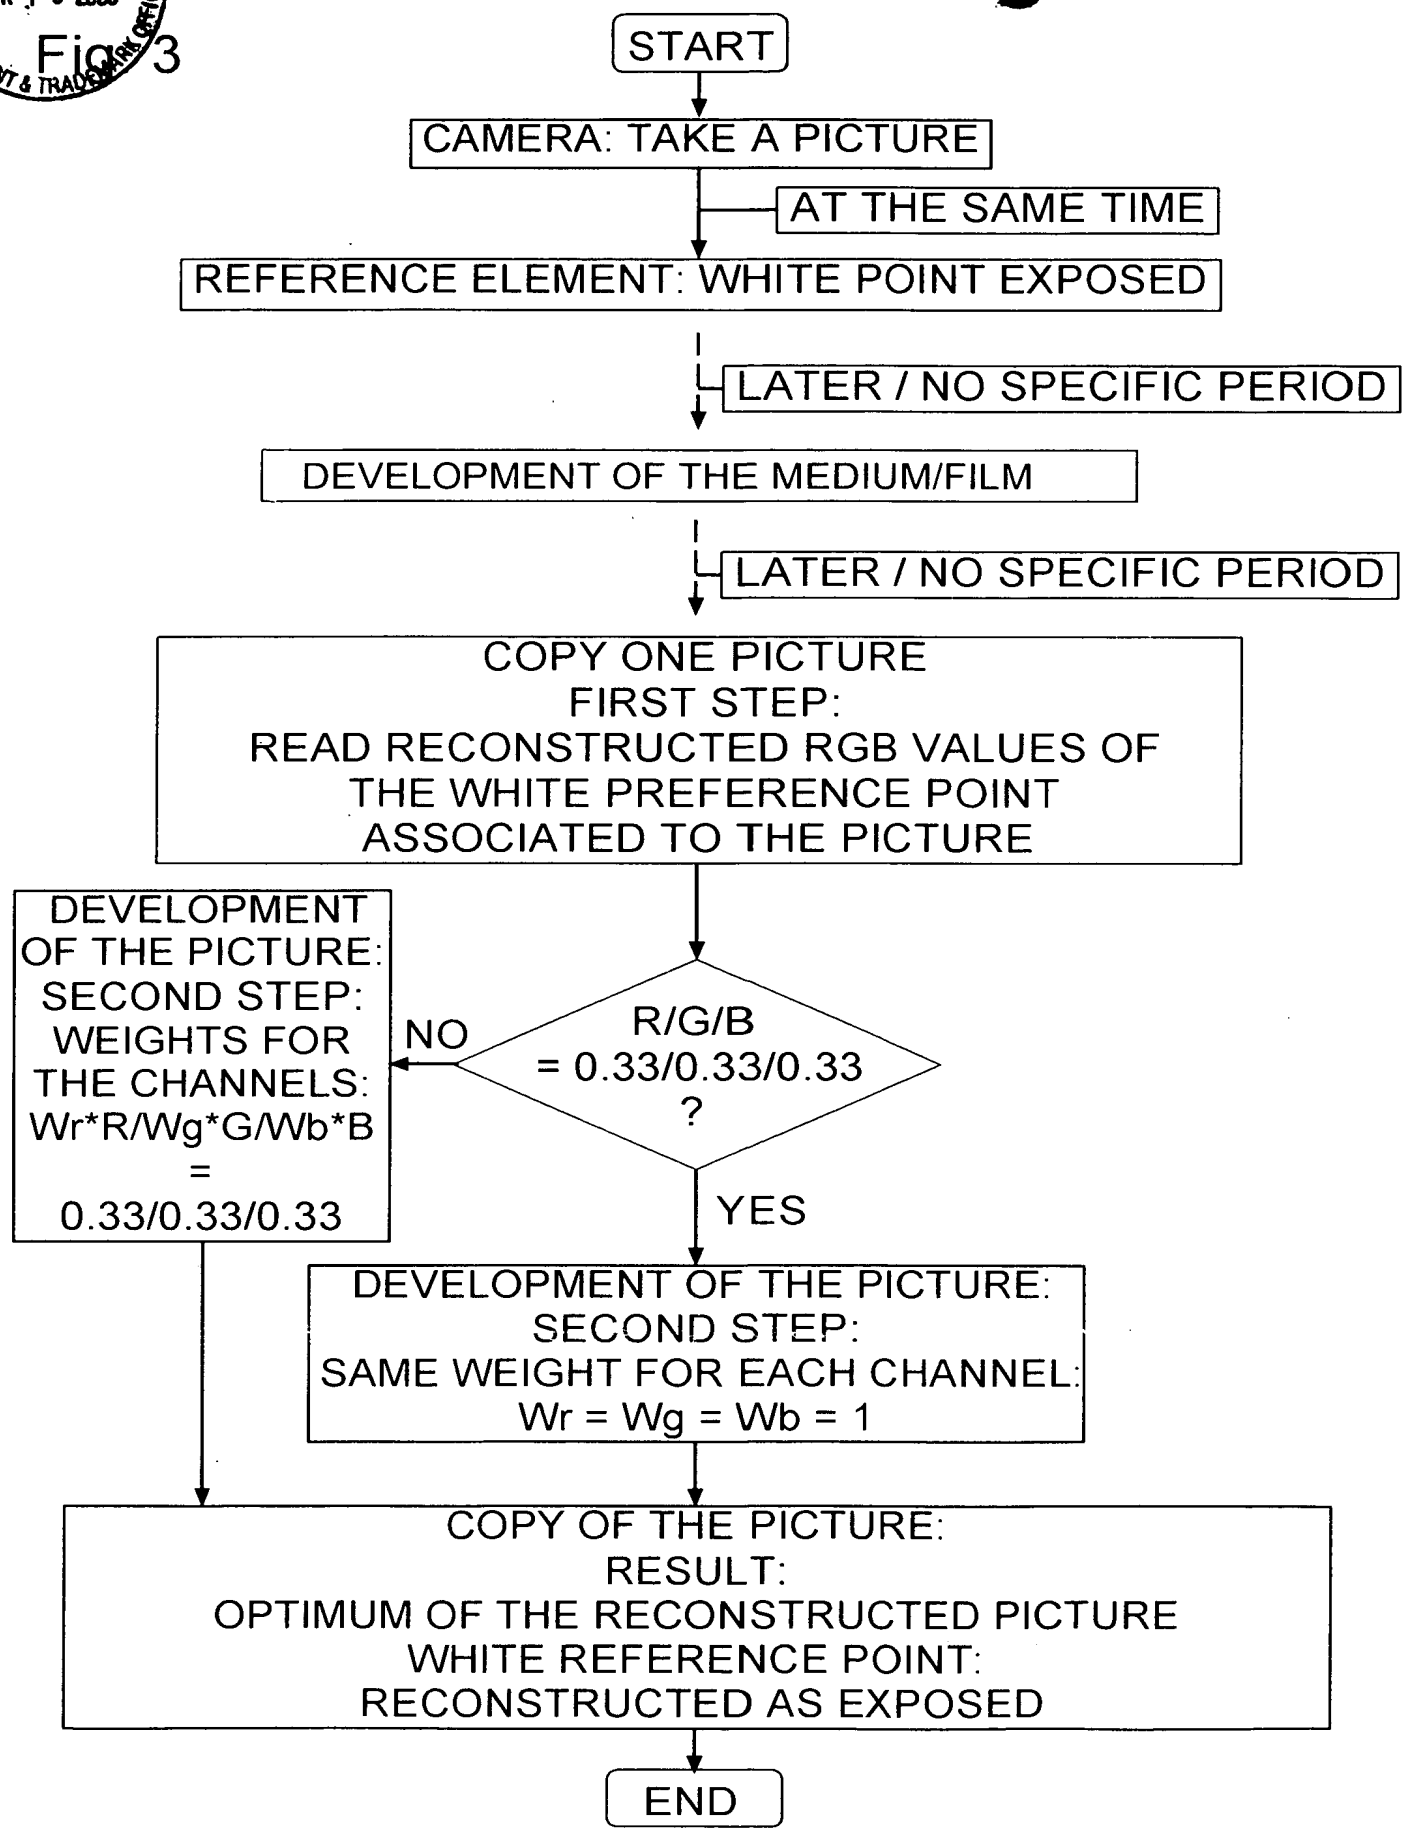 Fig 3
& TRADEMARK OFFI
START
CAMERA: TAKE A PICTURE
AT THE SAME TIME
REFERENCE ELEMENT: WHITE POINT EXPOSED
LATER / NO SPECIFIC PERIOD
DEVELOPMENT OF THE MEDIUM/FILM
LATER / NO SPECIFIC PERIOD
COPY ONE PICTURE
FIRST STEP:
READ RECONSTRUCTED RGB VALUES OF
THE WHITE PREFERENCE POINT
ASSOCIATED TO THE PICTURE
DEVELOPMENT
OF THE PICTURE:
SECOND STEP:
WEIGHTS FOR
THE CHANNELS:
Wr*R/Wg*G/Wb*B
=
0.33/0.33/0.33
NO
R/G/B
= 0.33/0.33/0.33
?
YES
DEVELOPMENT OF THE PICTURE:
SECOND STEP:
SAME WEIGHT FOR EACH CHANNEL:
Wr = Wg = Wb = 1
COPY OF THE PICTURE:
RESULT:
OPTIMUM OF THE RECONSTRUCTED PICTURE
WHITE REFERENCE POINT:
RECONSTRUCTED AS EXPOSED
END